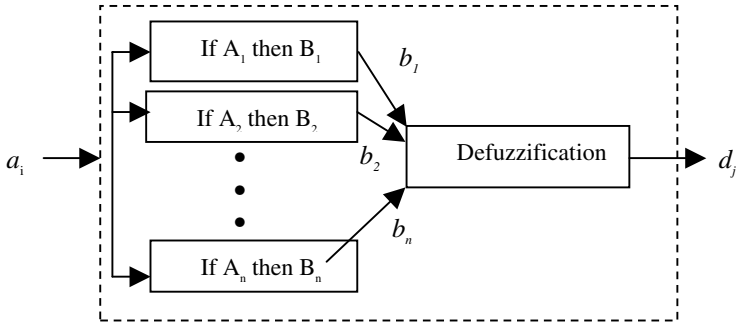 If A₁ then B₁
b₁
If A₂ then B₂
b₂
Defuzzification
aᵢ
dⱼ
bₙ
If Aₙ then Bₙ